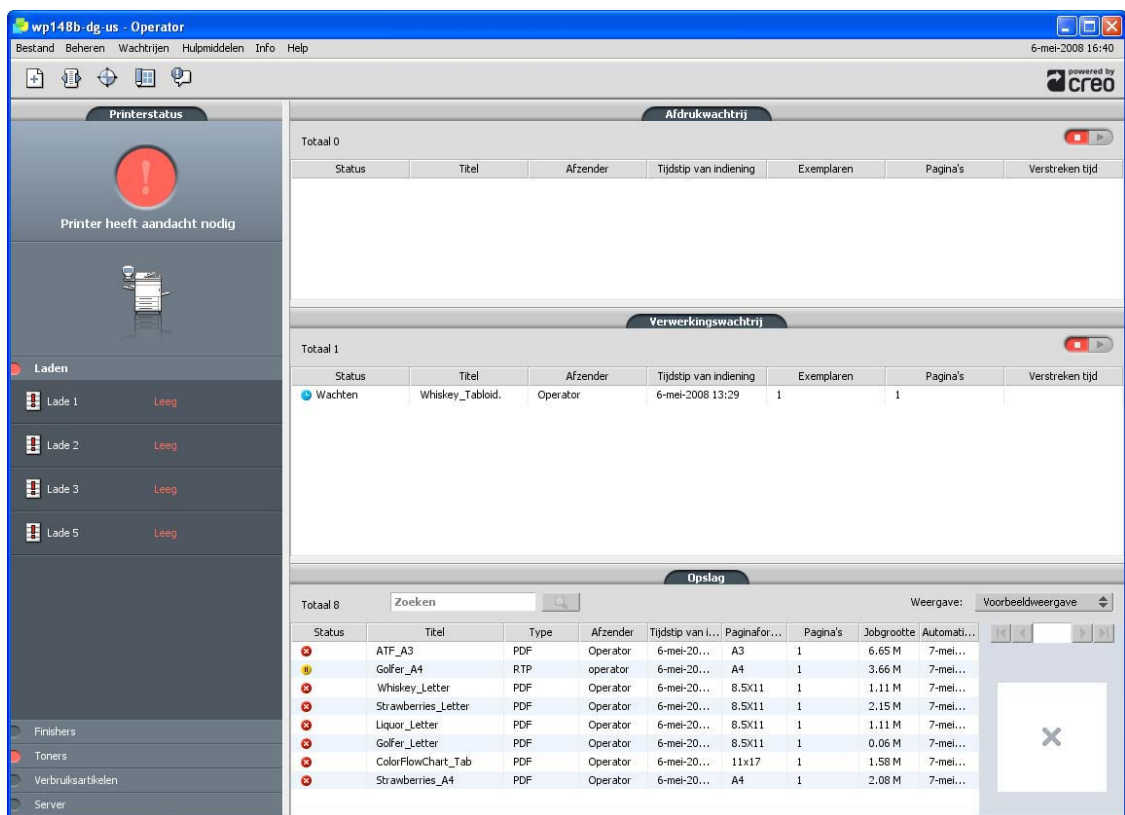 wp148b-dg-us - Operator
Bestand Beheren Wachtrijen Hulpmiddelen Info Help 6-mei-2008 16:40
powered by
creo
Printerstatus
Printer heeft aandacht nodig
Laden
Lade 1 Leeg
Lade 2 Leeg
Lade 3 Leeg
Lade 5 Leeg
Finishers
Toners
Verbruiksartikelen
Server
Afdrukwachtrij
Totaal 0
Status Titel Afzender Tijdstip van indiening Exemplaren Pagina's Verstreken tijd
Verwerkingswachtrij
Totaal 1
Status Titel Afzender Tijdstip van indiening Exemplaren Pagina's Verstreken tijd
Wachten Whiskey_Tabloid. Operator 6-mei-2008 13:29 1 1
Opslag
Totaal 8 Zoeken Weergave: Voorbeeldweergave
Status Titel Type Afzender Tijdstip van i... Paginafor... Pagina's Jobgrootte Automati...
ATF_A3 PDF Operator 6-mei-20... A3 1 6.65 M 7-mei...
Golfer_A4 RTP operator 6-mei-20... A4 1 3.66 M 7-mei...
Whiskey_Letter PDF Operator 6-mei-20... 8.5X11 1 1.11 M 7-mei...
Strawberries_Letter PDF Operator 6-mei-20... 8.5X11 1 2.15 M 7-mei...
Liquor_Letter PDF Operator 6-mei-20... 8.5X11 1 1.11 M 7-mei...
Golfer_Letter PDF Operator 6-mei-20... 8.5X11 1 0.06 M 7-mei...
ColorFlowChart_Tab PDF Operator 6-mei-20... 11x17 1 1.58 M 7-mei...
Strawberries_A4 PDF Operator 6-mei-20... A4 1 2.08 M 7-mei...